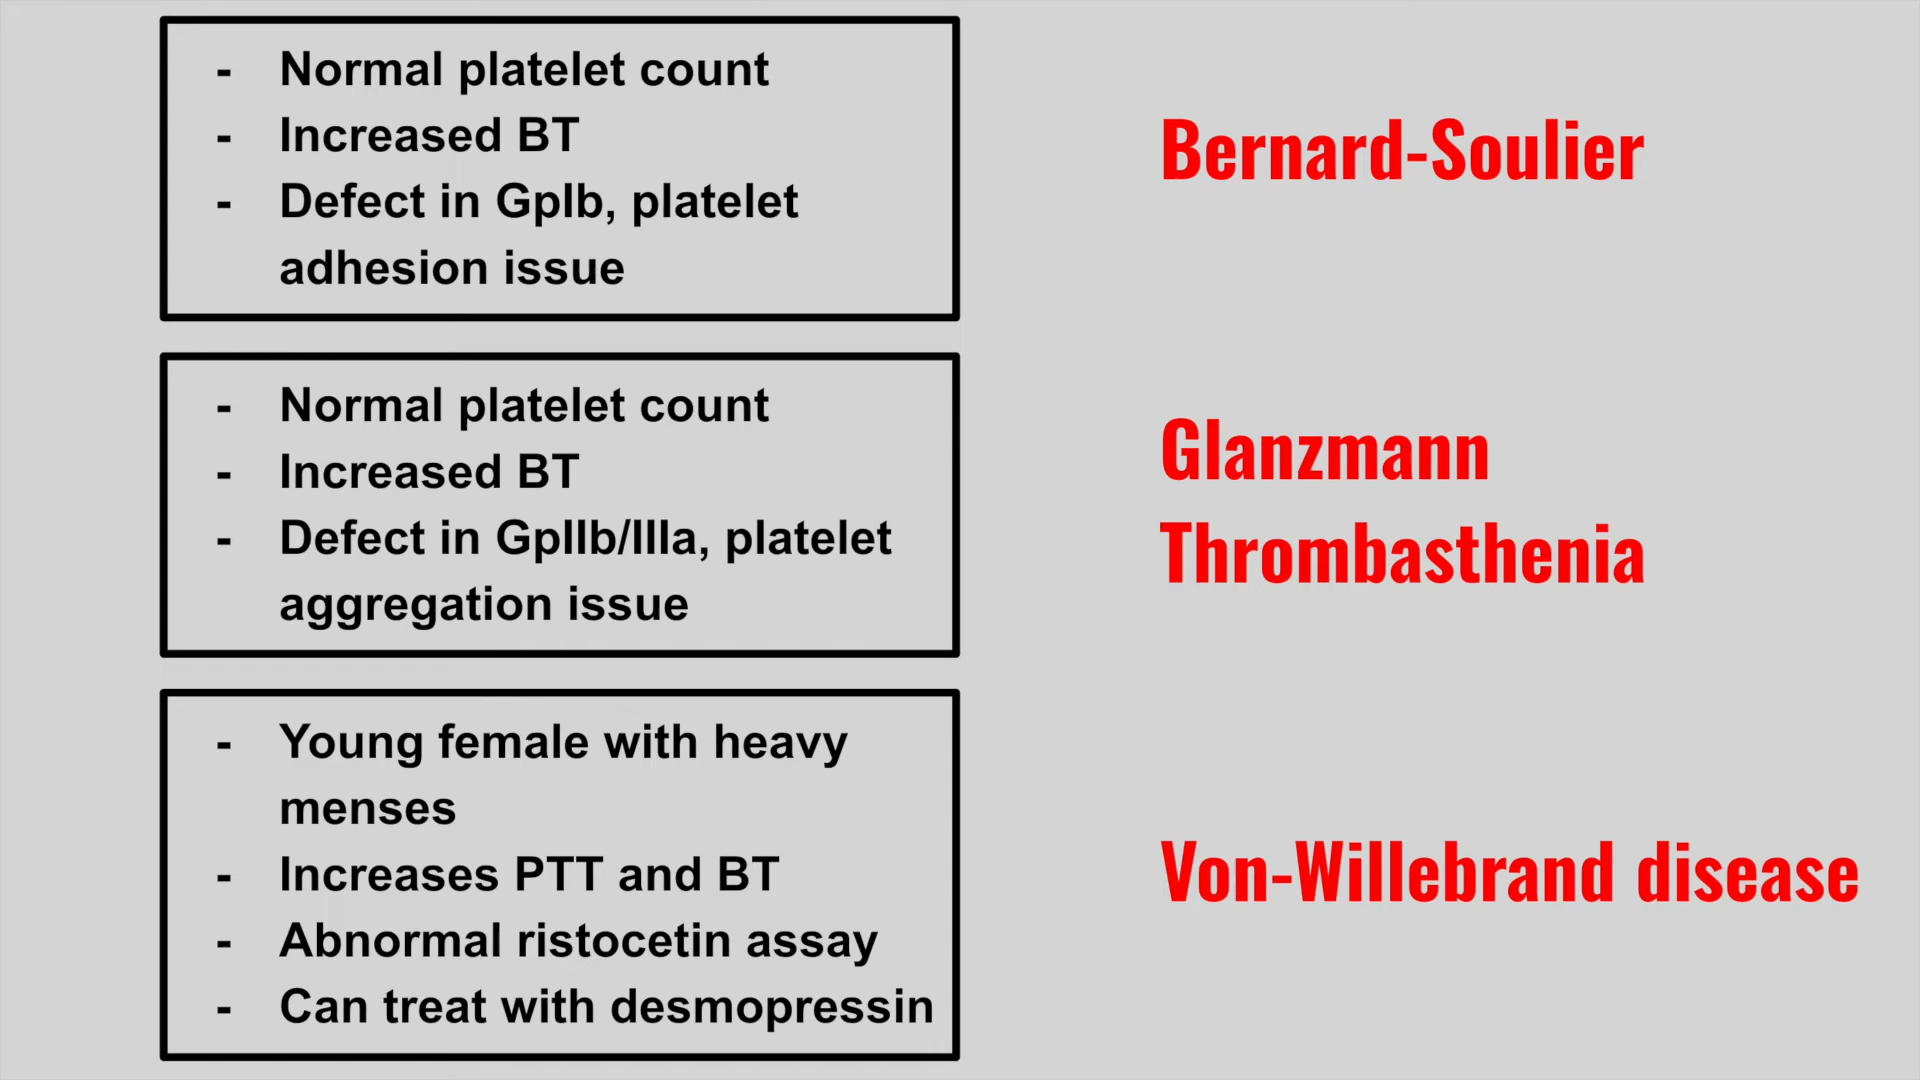 - Normal platelet count
- Increased BT
- Defect in GpIb, platelet
adhesion issue
Bernard-Soulier
- Normal platelet count
- Increased BT
- Defect in GpIIb/IIIa, platelet
aggregation issue
Glanzmann
Thrombasthenia
- Young female with heavy
menses
- Increases PTT and BT
- Abnormal ristocetin assay
- Can treat with desmopressin
Von-Willebrand disease